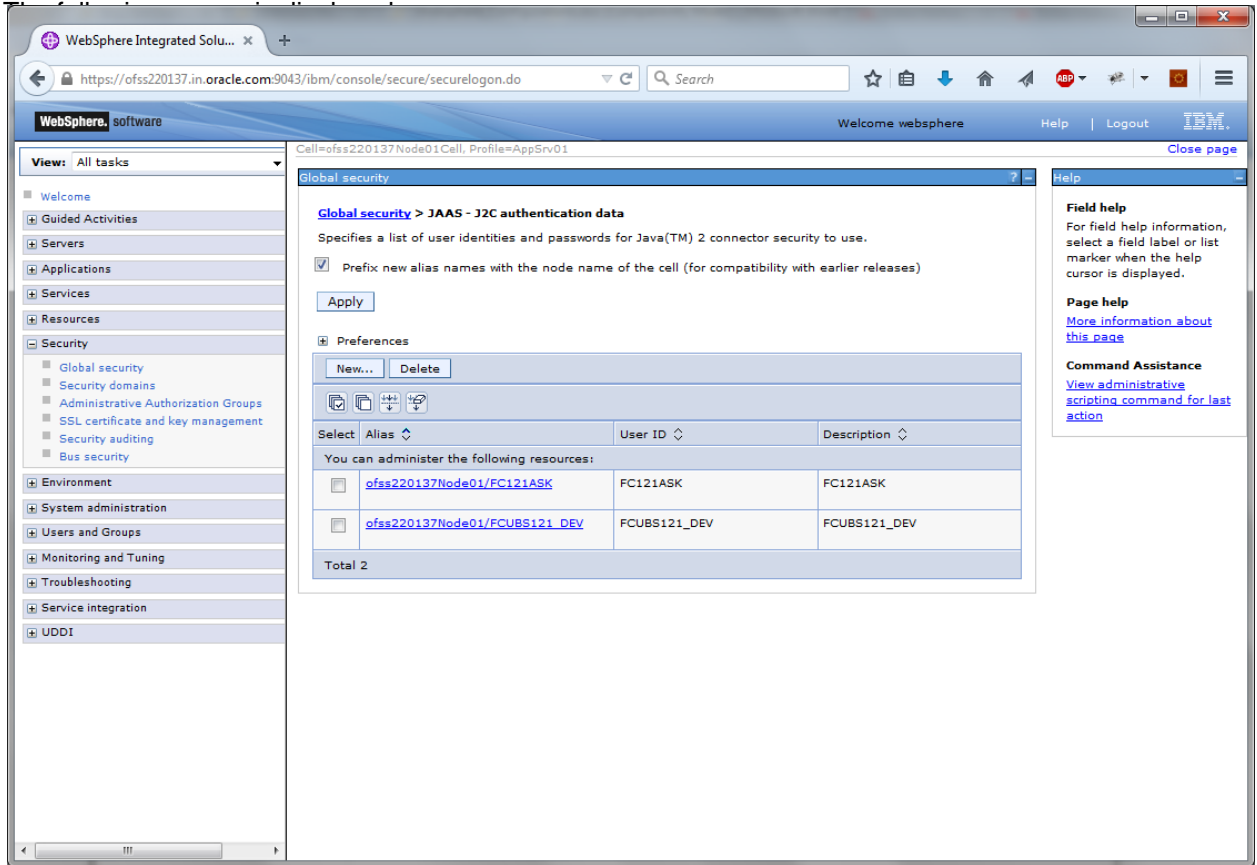 WebSphere Integrated Solu...
https://ofss220137.in.oracle.com:9043/ibm/console/secure/securelogon.do
Search
ABP
WebSphere. software
Welcome websphere
Help | Logout
IBM.
View: All tasks
Cell=ofss220137Node01Cell, Profile=AppSrv01
Close page
Welcome
Guided Activities
Servers
Applications
Services
Resources
Security
Global security
Security domains
Administrative Authorization Groups
SSL certificate and key management
Security auditing
Bus security
Environment
System administration
Users and Groups
Monitoring and Tuning
Troubleshooting
Service integration
UDDI
Global security
Global security > JAAS - J2C authentication data
Specifies a list of user identities and passwords for Java(TM) 2 connector security to use.
Prefix new alias names with the node name of the cell (for compatibility with earlier releases)
Apply
Preferences
New... Delete
Select Alias User ID Description
You can administer the following resources:
ofss220137Node01/FC121ASK FC121ASK FC121ASK
ofss220137Node01/FCUBS121_DEV FCUBS121_DEV FCUBS121_DEV
Total 2
Help
Field help
For field help information,
select a field label or list
marker when the help
cursor is displayed.
Page help
More information about
this page
Command Assistance
View administrative
scripting command for last
action